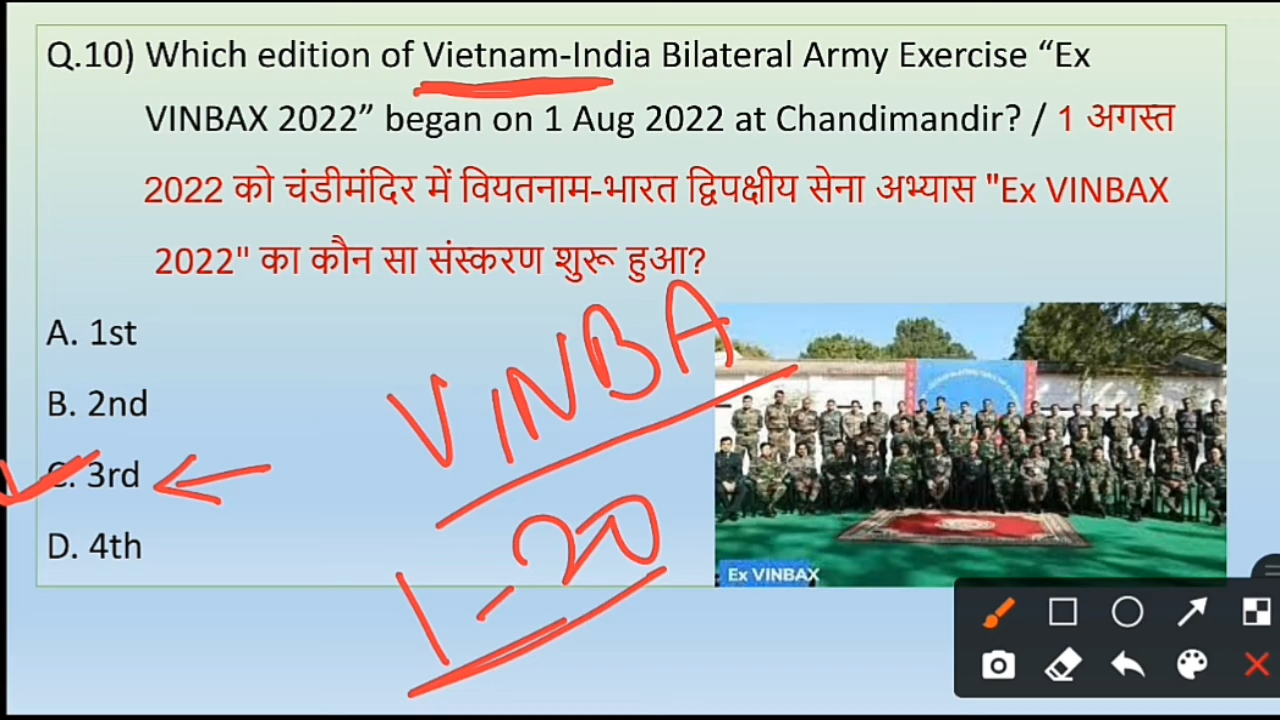 Q.10) Which edition of Vietnam-India Bilateral Army Exercise “Ex
VINBAX 2022” began on 1 Aug 2022 at Chandimandir? / 1 अगस्त
2022 को चंडीमंदिर में वियतनाम-भारत द्विपक्षीय सेना अभ्यास "Ex VINBAX
2022" का कौन सा संस्करण शुरू हुआ?
A. 1st
B. 2nd
C. 3rd
D. 4th
VINBA
1-20
Ex VINBAX